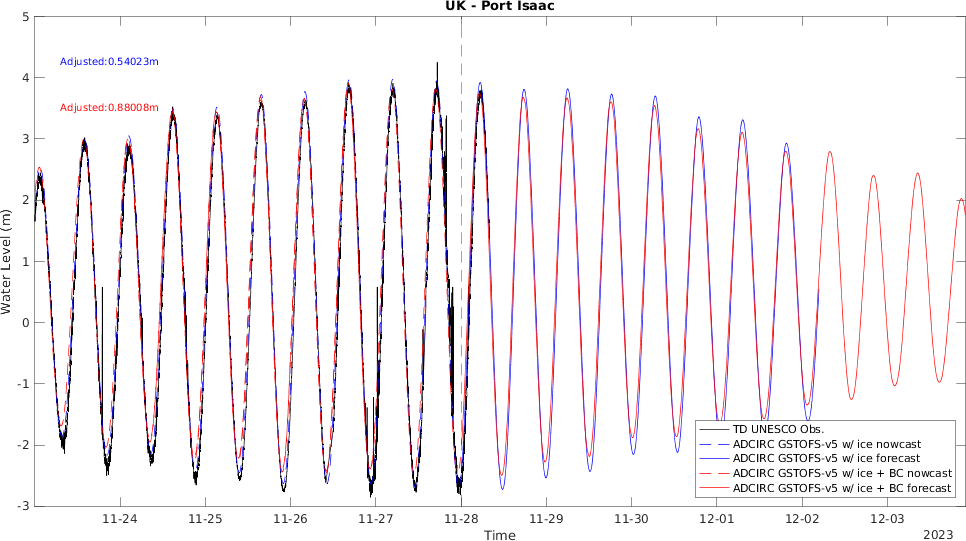 UK - Port Isaac
5
4
3
2
1
0
-1
-2
-3
Water Level (m)
Adjusted:0.54023m
Adjusted:0.88008m
TD UNESCO Obs.
ADCIRC GSTOFS-v5 w/ ice nowcast
ADCIRC GSTOFS-v5 w/ ice forecast
ADCIRC GSTOFS-v5 w/ ice + BC nowcast
ADCIRC GSTOFS-v5 w/ ice + BC forecast
11-24 11-25 11-26 11-27 11-28 11-29 11-30 12-01 12-02 12-03
Time
2023